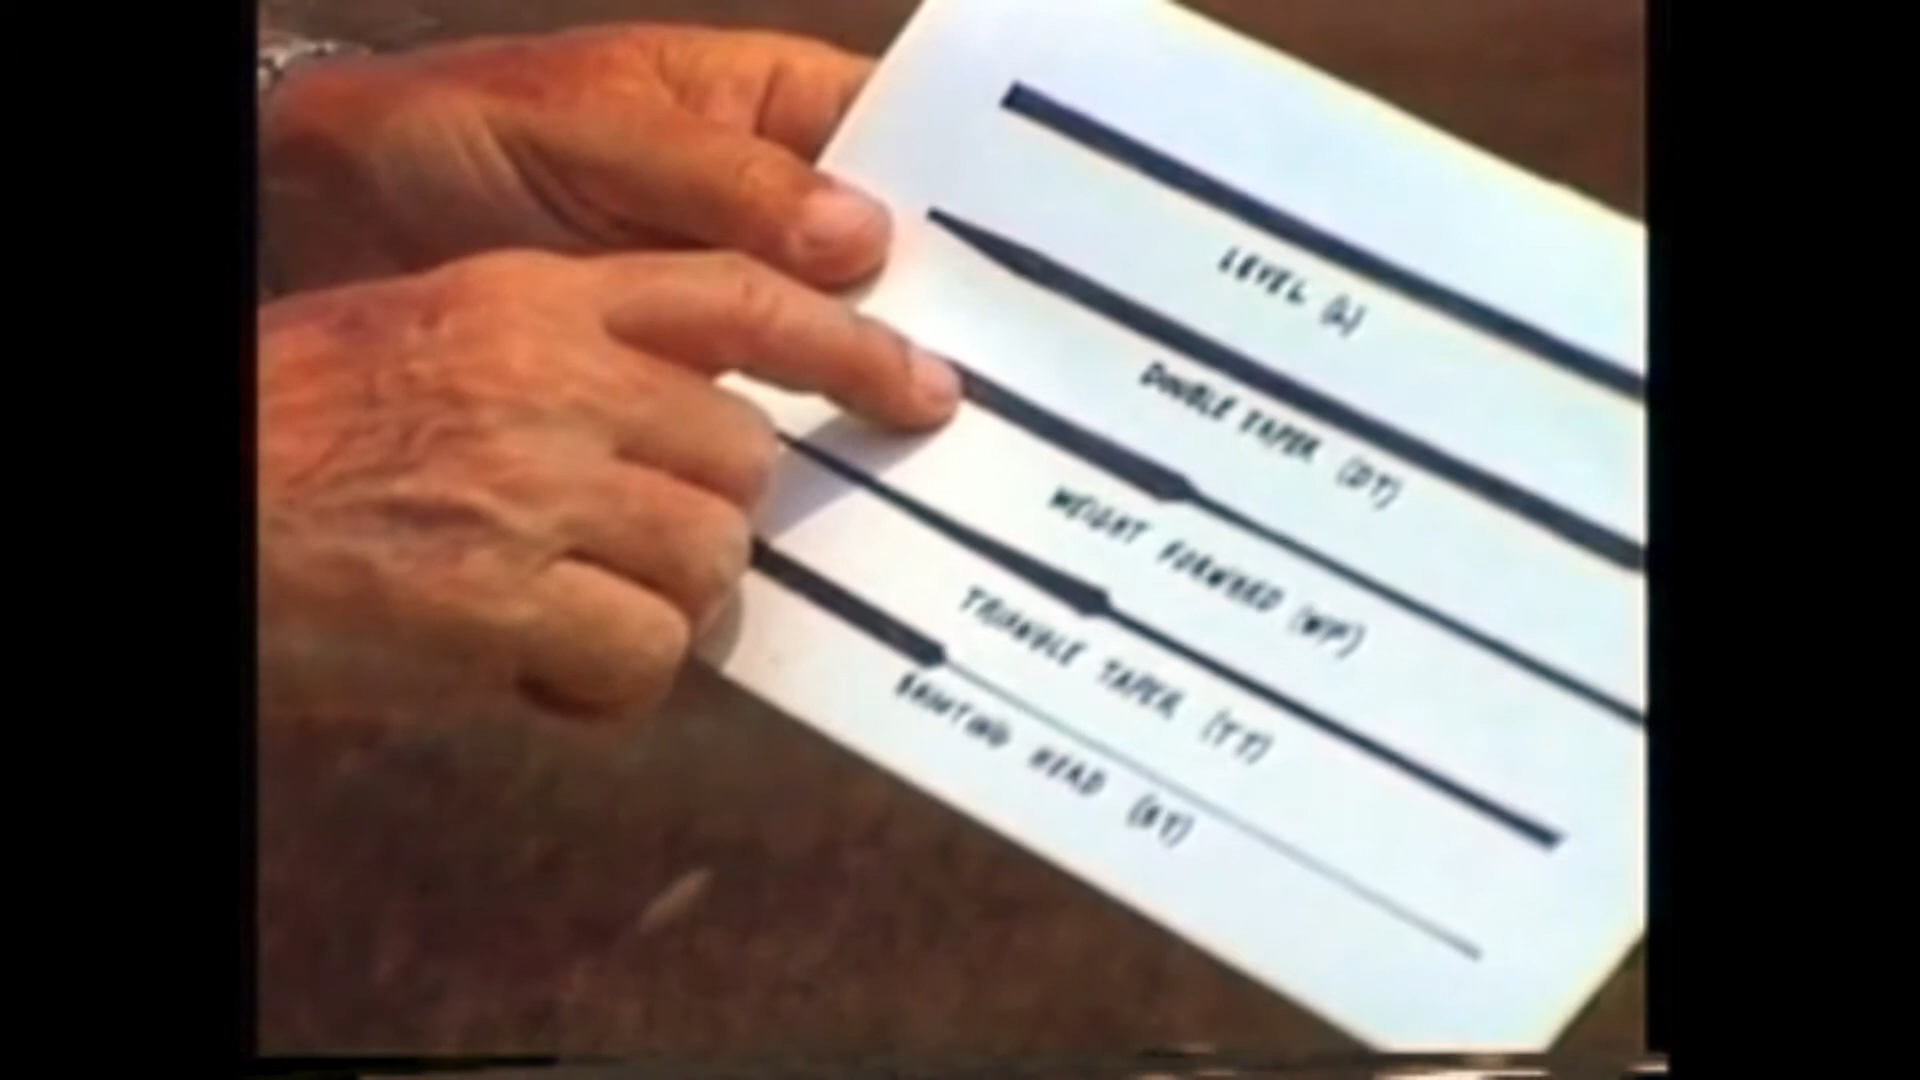 LEVEL (L)
DOUBLE TAPER (DT)
WEIGHT FORWARD (WF)
TRIANGLE TAPER (TT)
SHOOTING HEAD (ST)